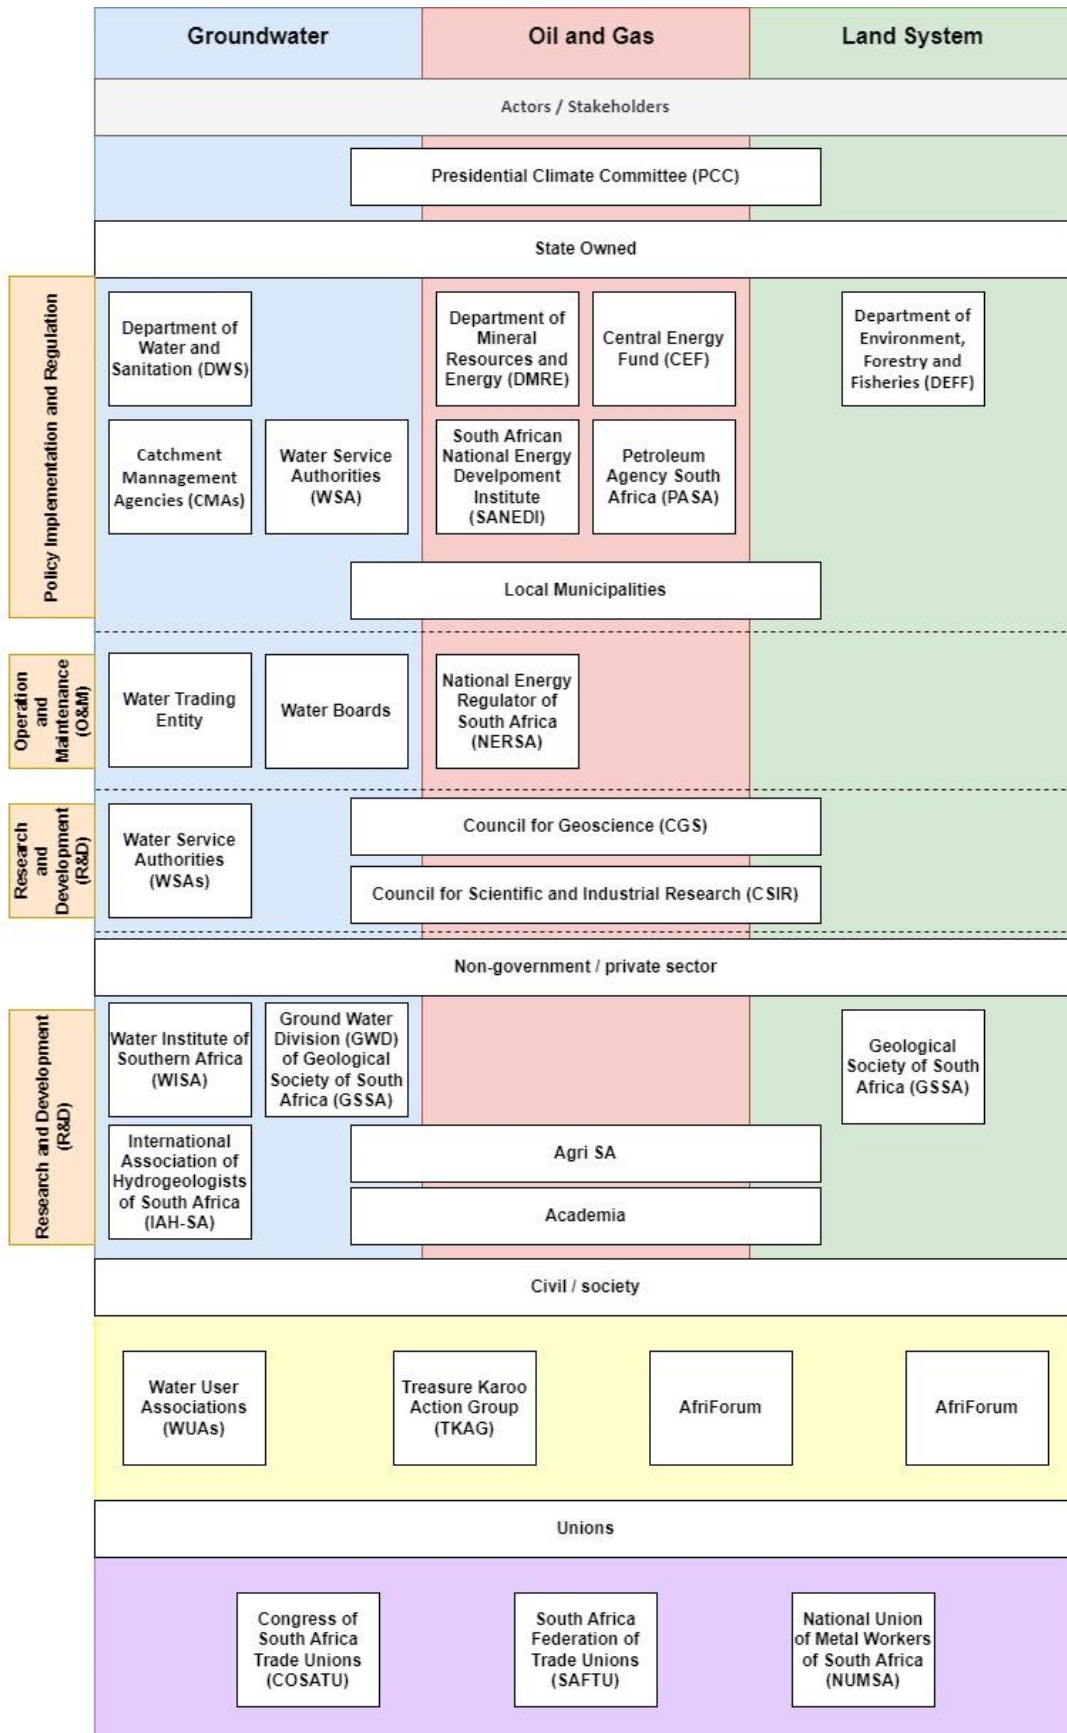 Groundwater
Oil and Gas
Land System
Actors / Stakeholders
Presidential Climate Committee (PCC)
State Owned
Policy Implementation and Regulation
Department of
Water and
Sanitation (DWS)
Department of
Mineral
Resources and
Energy (DMRE)
Central Energy
Fund (CEF)
Department of
Environment,
Forestry and
Fisheries (DEFF)
Catchment
Mannagement
Agencies (CMAs)
Water Service
Authorities
(WSA)
South African
National Energy
Develpoment
Institute
(SANEDI)
Petroleum
Agency South
Africa (PASA)
Local Municipalities
Operation
and
Maintenance
(O&M)
Water Trading
Entity
Water Boards
National Energy
Regulator of
South Africa
(NERSA)
Research
and
Development
(R&D)
Water Service
Authorities
(WSAs)
Council for Geoscience (CGS)
Council for Scientific and Industrial Research (CSIR)
Non-government / private sector
Research and Development
(R&D)
Water Institute of
Southern Africa
(WISA)
Ground Water
Division (GWD)
of Geological
Society of South
Africa (GSSA)
Geological
Society of South
Africa (GSSA)
International
Association of
Hydrogeologists
of South Africa
(IAH-SA)
Agri SA
Academia
Civil / society
Water User
Associations
(WUAs)
Treasure Karoo
Action Group
(TKAG)
AfriForum
AfriForum
Unions
Congress of
South Africa
Trade Unions
(COSATU)
South Africa
Federation of
Trade Unions
(SAFTU)
National Union
of Metal Workers
of South Africa
(NUMSA)